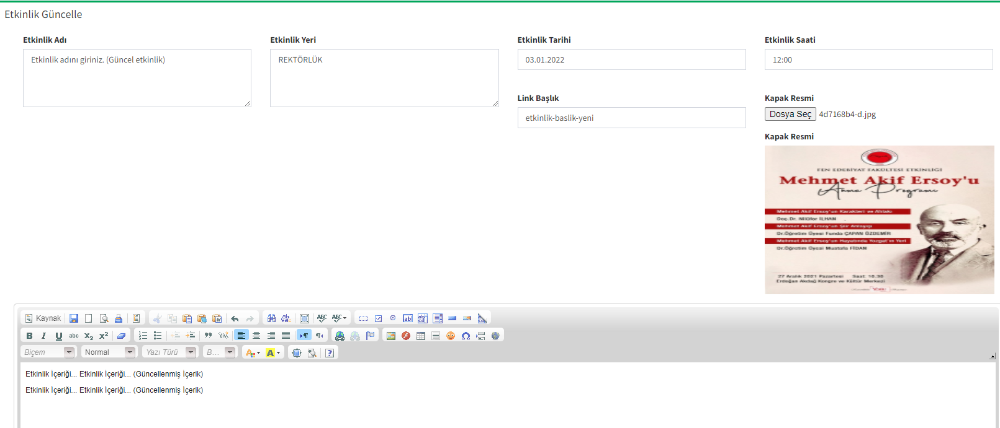 Etkinlik Güncelle
Etkinlik Adı
Etkinlik Yeri
Etkinlik Tarihi
Etkinlik Saati
Etkinlik adını giriniz. (Güncel etkinlik)
REKTÖRLÜK
03.01.2022
12:00
Link Başlık
Kapak Resmi
etkinlik-baslik-yeni
Dosya Seç 4d7168b4-d.jpg
Kapak Resmi
FEN EDEBİYAT FAKÜLTESİ ETKİNLİĞİ
Mehmet Akif Ersoy'u
Anma Programı
Mehmet Akif Ersoy'un Karakteri ve Ahlakı
Doç. Dr. Nilüfer İLHAN
Mehmet Akif Ersoy'un Şiir Anlayışı
Dr.Öğretim Üyesi Funda ÇAPAN ÖZDEMİR
Mehmet Akif Ersoy'un Hayatında Yozgat'ın Yeri
Dr.Öğretim Üyesi Mustafa FİDAN
27 Aralık 2021 Pazartesi Saat: 10.30
Erdoğan Akdağ Kongre ve Kültür Merkezi
Kaynak
Biçem
Normal
Yazı Türü
B...
Etkinlik İçeriği... Etkinlik İçeriği... (Güncellenmiş İçerik)
Etkinlik İçeriği... Etkinlik İçeriği... (Güncellenmiş İçerik)